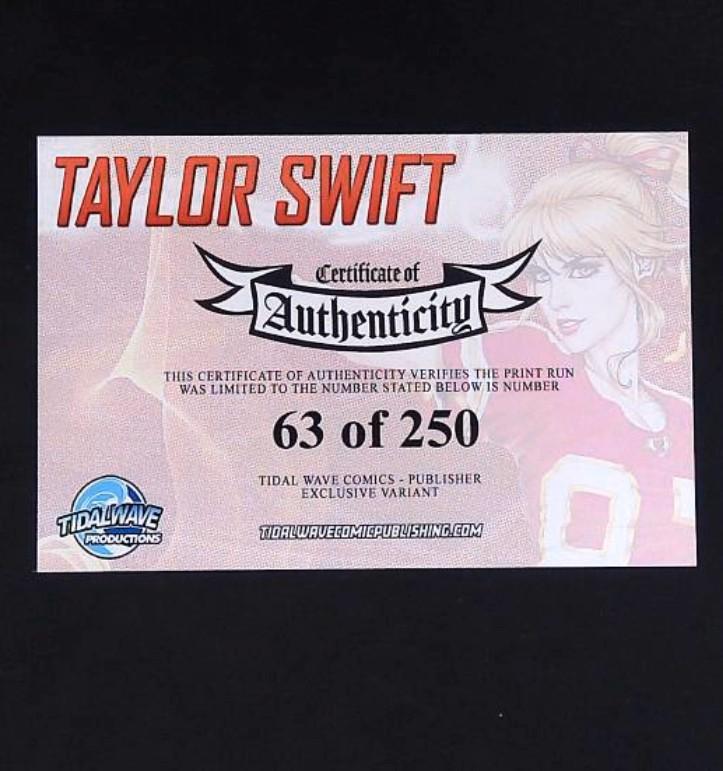 TAYLOR SWIFT
Certificate of
Authenticity
THIS CERTIFICATE OF AUTHENTICITY VERIFIES THE PRINT RUN
WAS LIMITED TO THE NUMBER STATED BELOW IS NUMBER
63 of 250
TIDAL WAVE COMICS - PUBLISHER
EXCLUSIVE VARIANT
TIDALWAVECOMICPUBLISHING.COM
TIDALWAVE
PRODUCTIONS
0